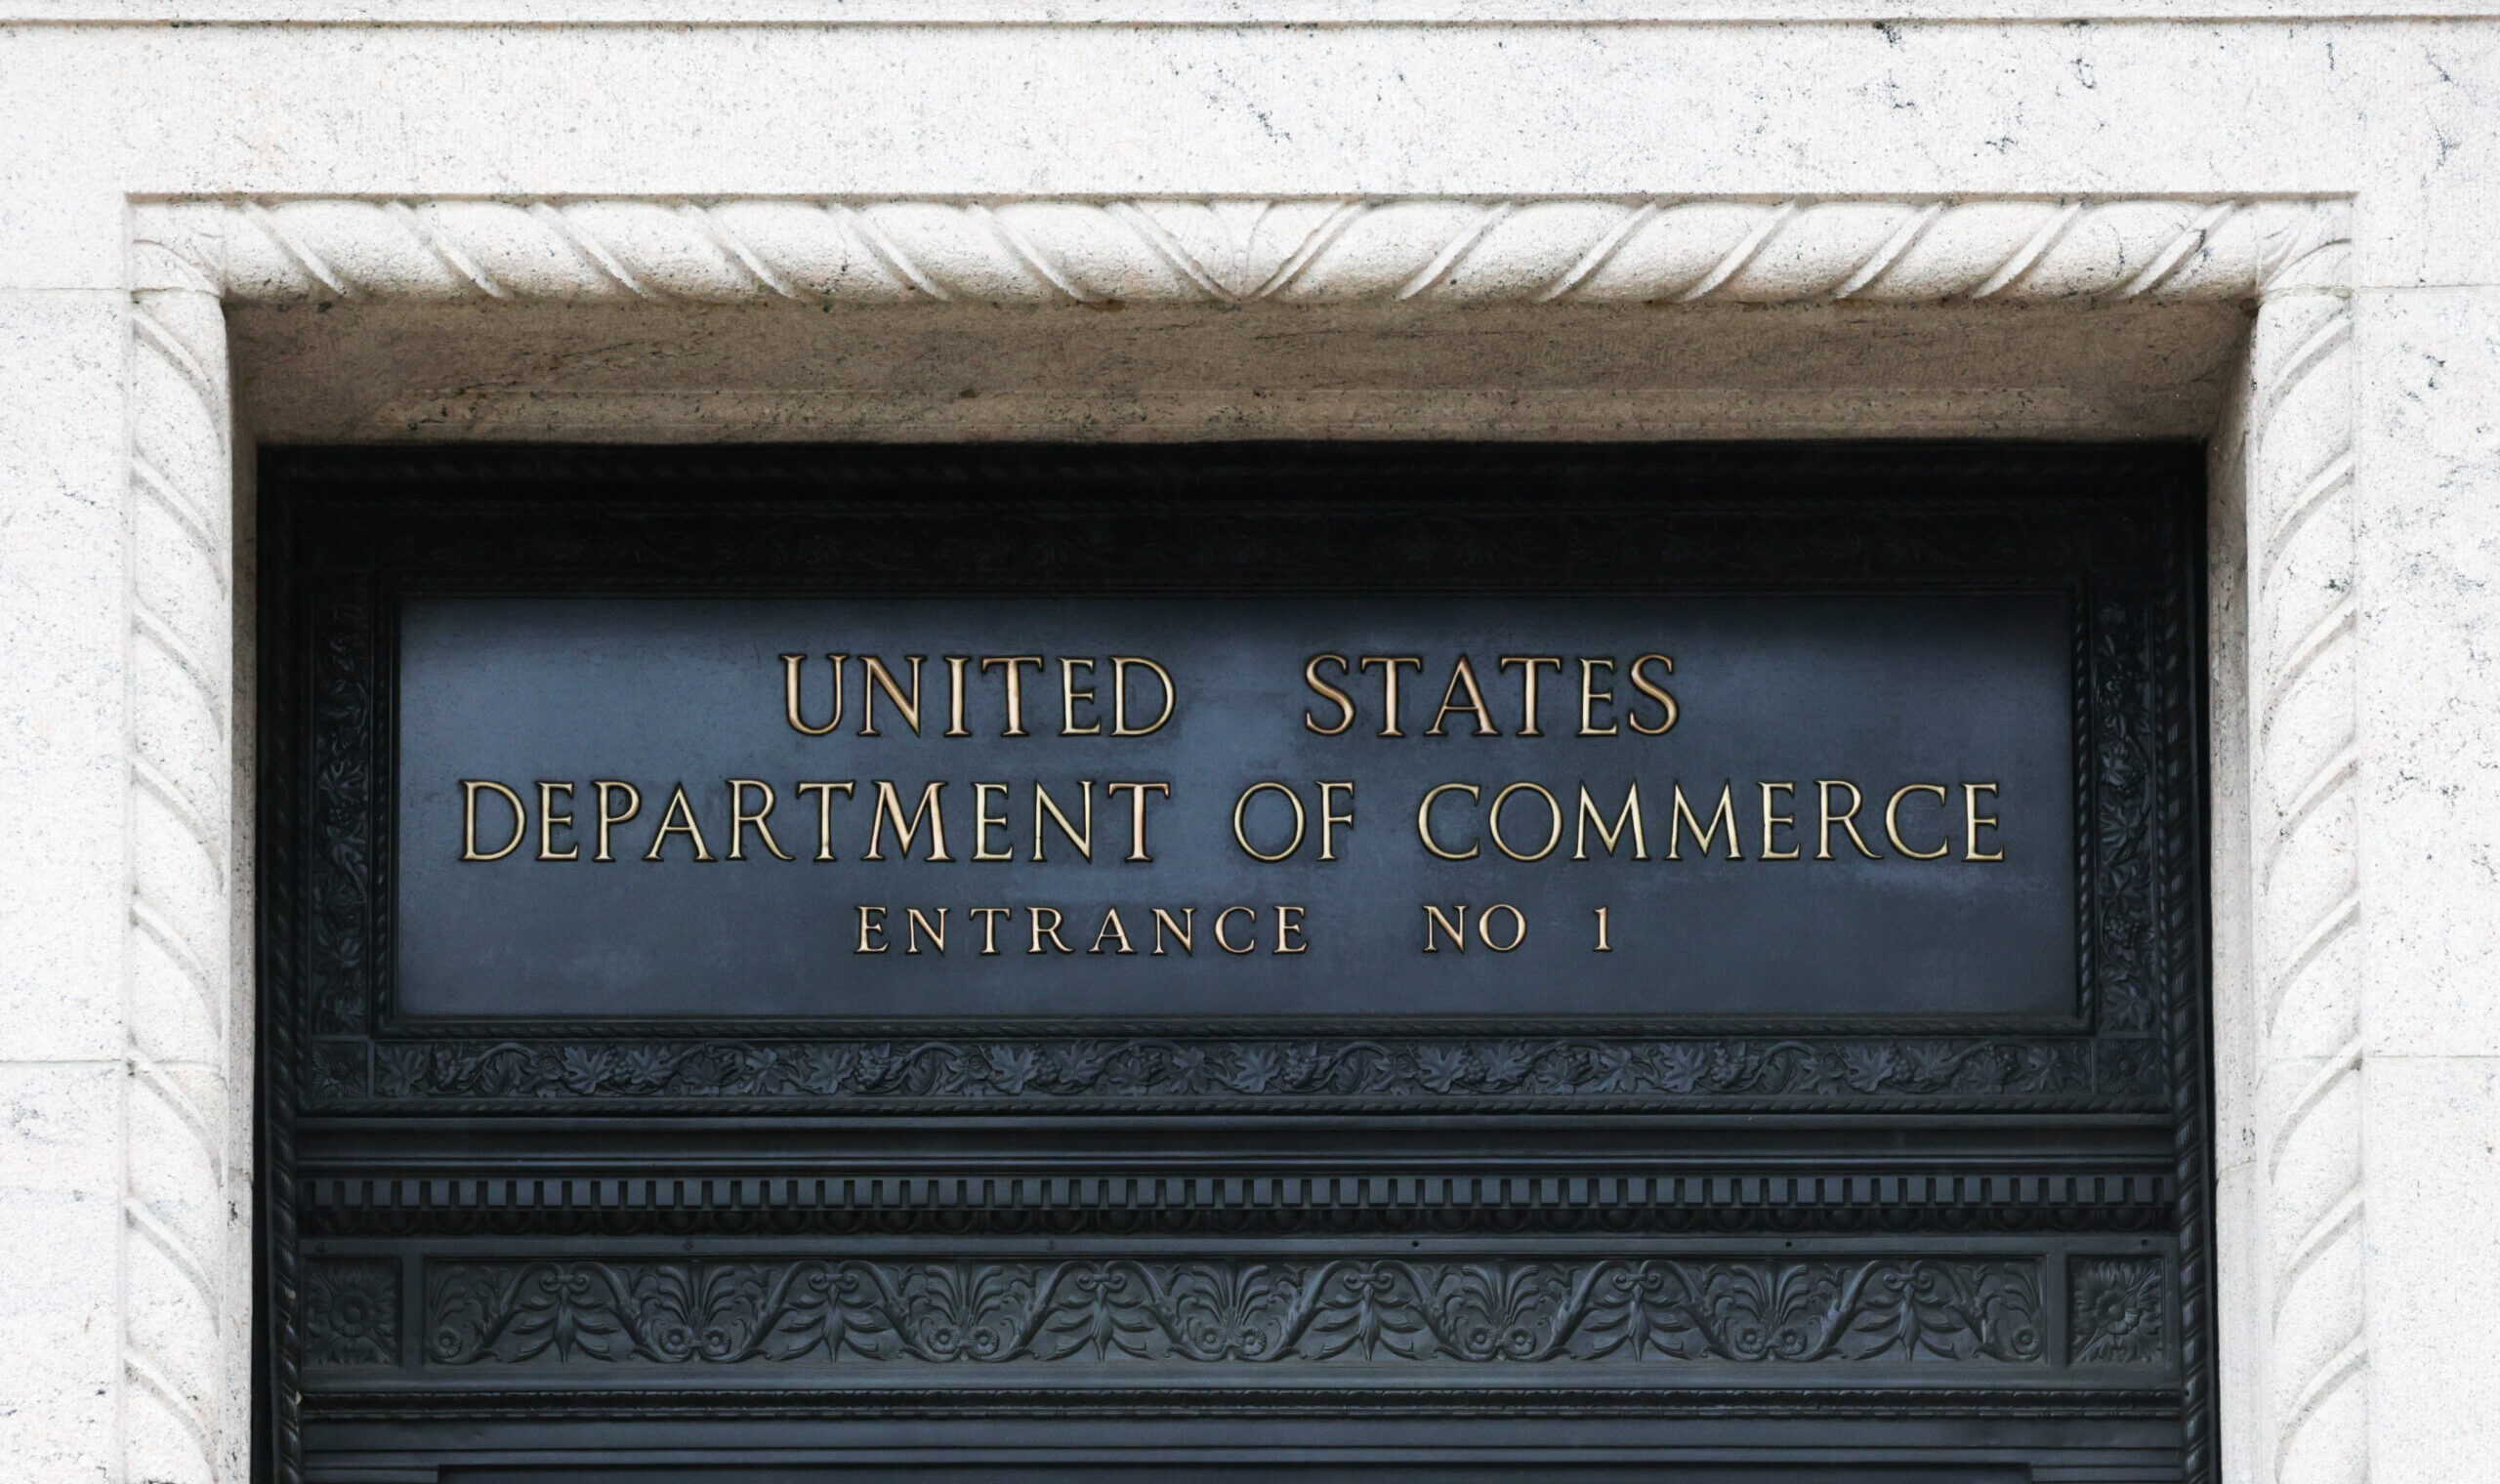 UNITED STATES
DEPARTMENT OF COMMERCE
ENTRANCE NO 1